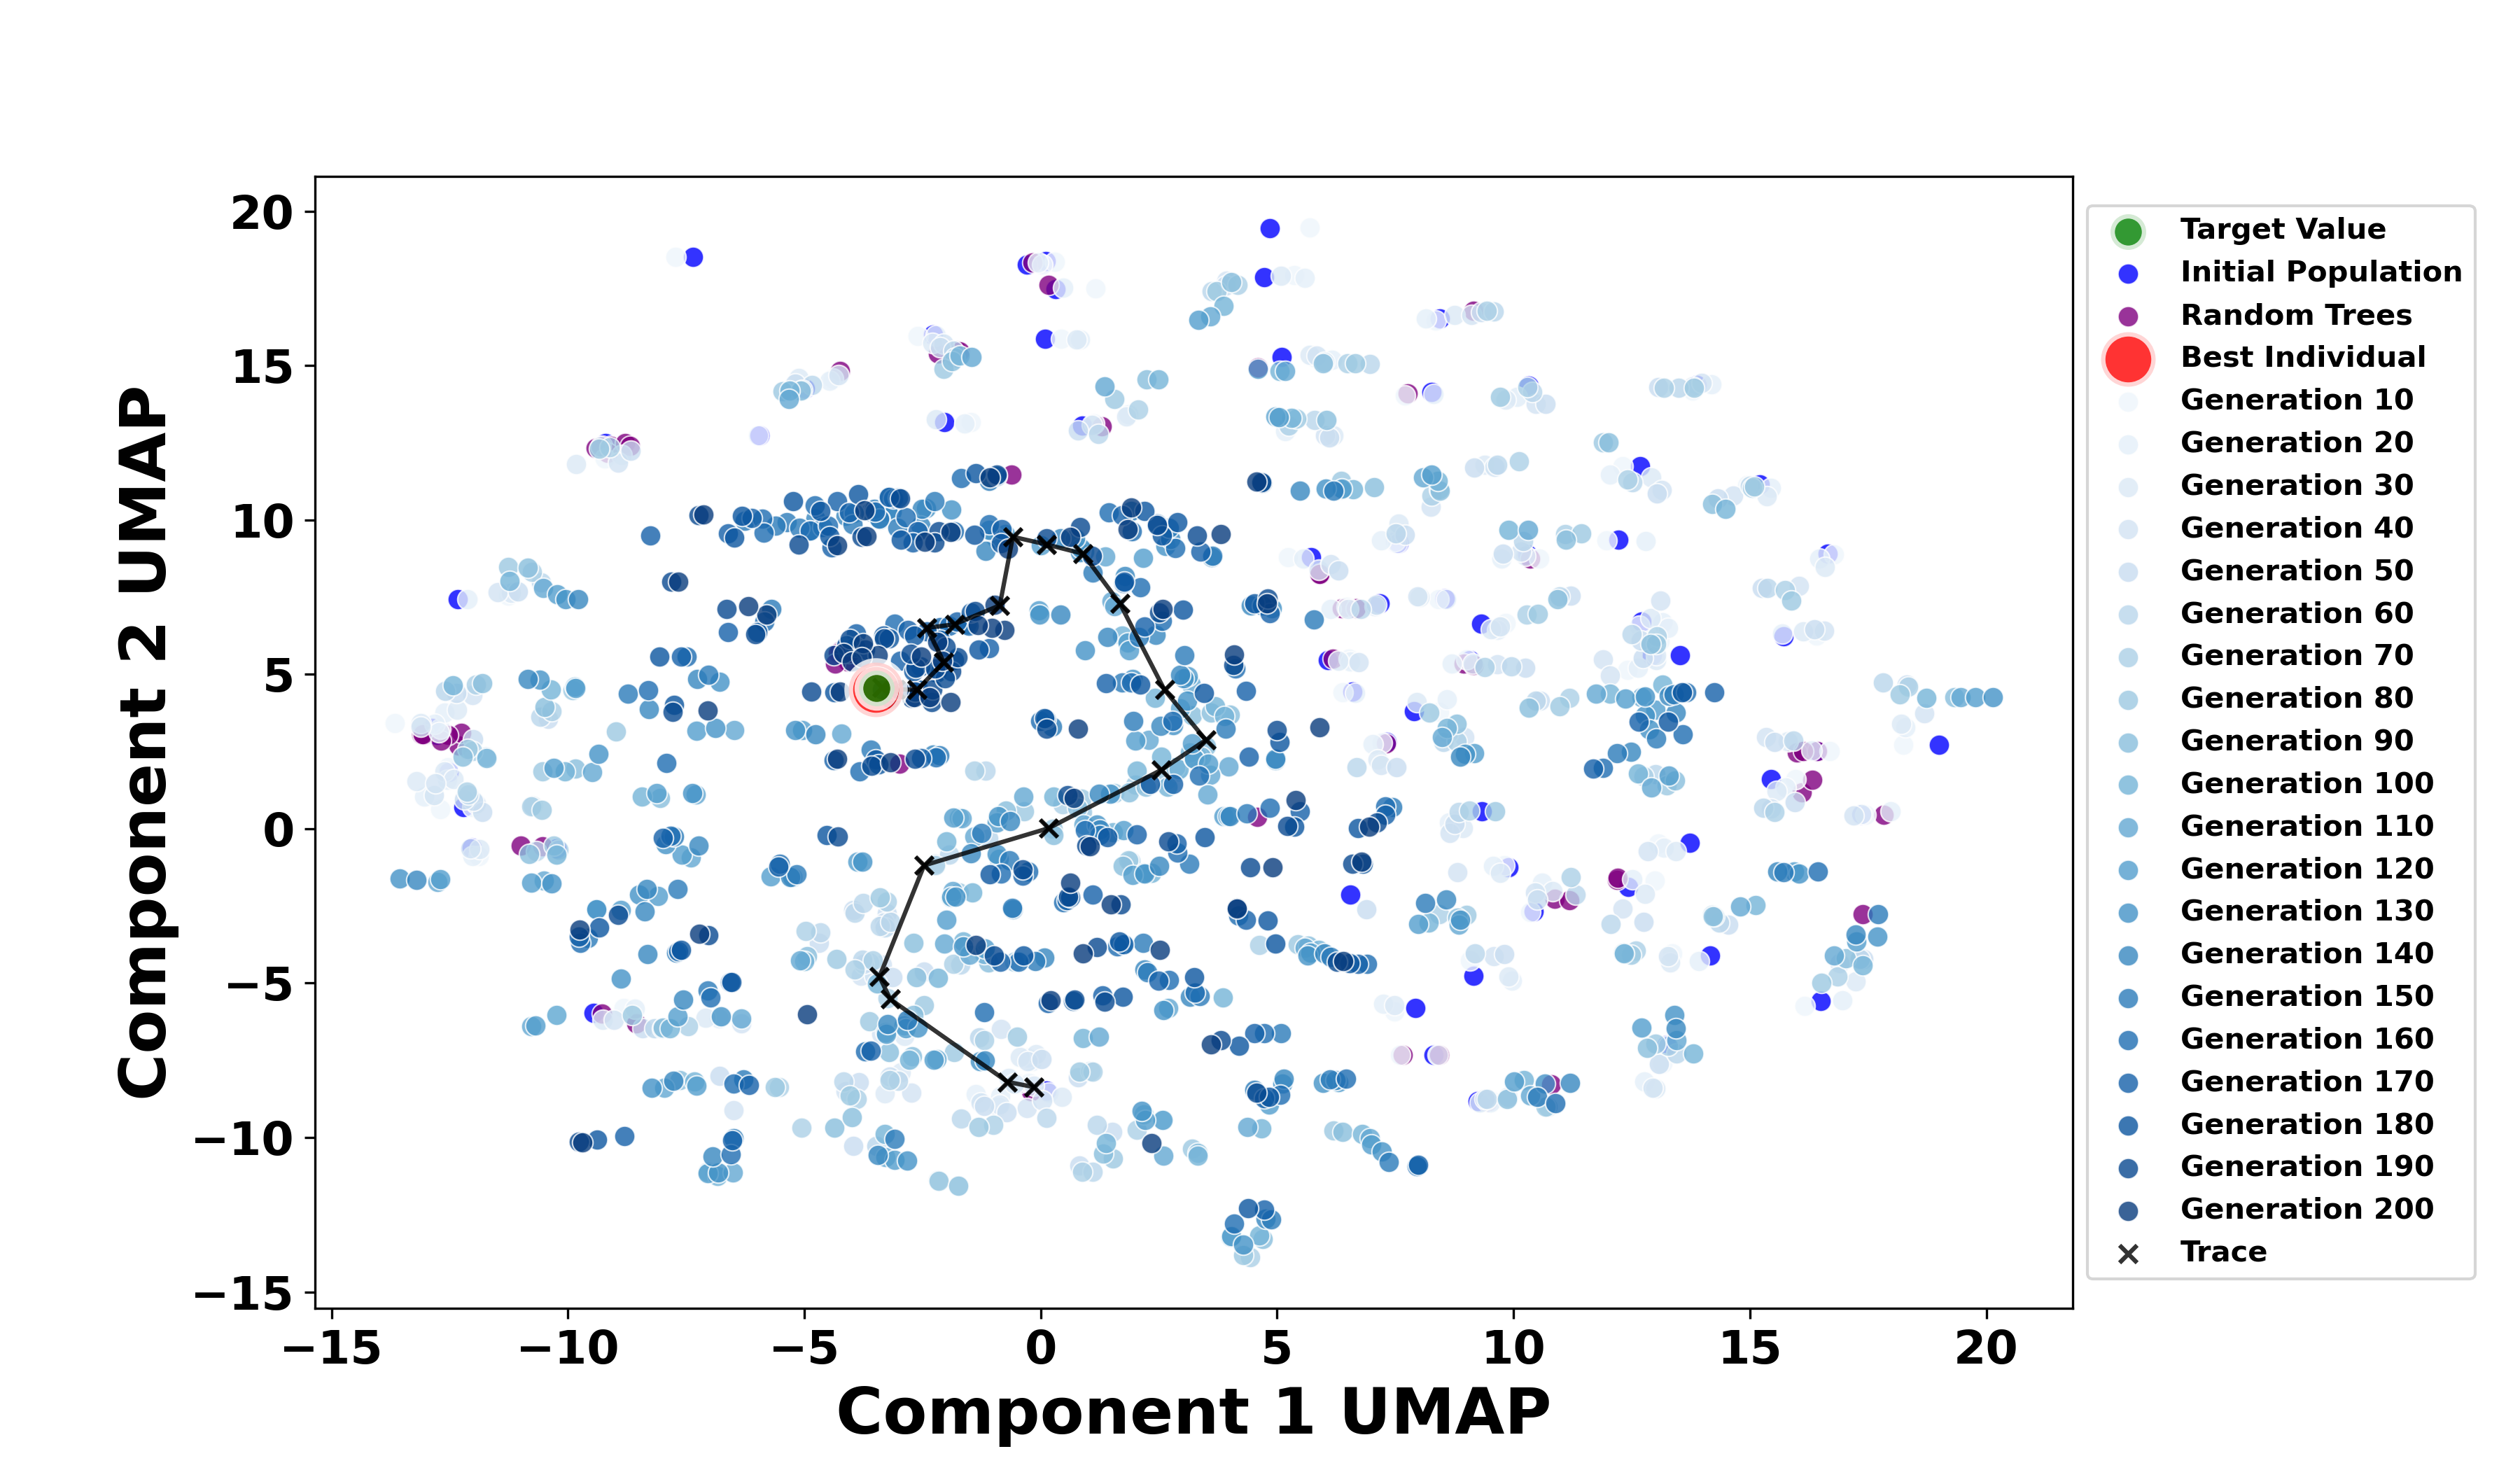 20
15
10
5
0
−5
−10
−15
Component 2 UMAP
−15
−10
−5
0
5
10
15
20
Component 1 UMAP
Target Value
Initial Population
Random Trees
Best Individual
Generation 10
Generation 20
Generation 30
Generation 40
Generation 50
Generation 60
Generation 70
Generation 80
Generation 90
Generation 100
Generation 110
Generation 120
Generation 130
Generation 140
Generation 150
Generation 160
Generation 170
Generation 180
Generation 190
Generation 200
Trace